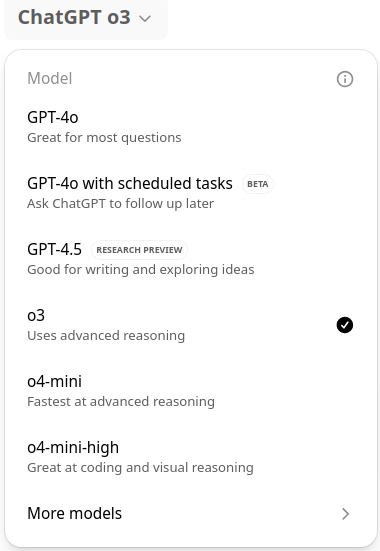 ChatGPT o3
Model
GPT-4o
Great for most questions
GPT-4o with scheduled tasks BETA
Ask ChatGPT to follow up later
GPT-4.5 RESEARCH PREVIEW
Good for writing and exploring ideas
o3
Uses advanced reasoning
o4-mini
Fastest at advanced reasoning
o4-mini-high
Great at coding and visual reasoning
More models